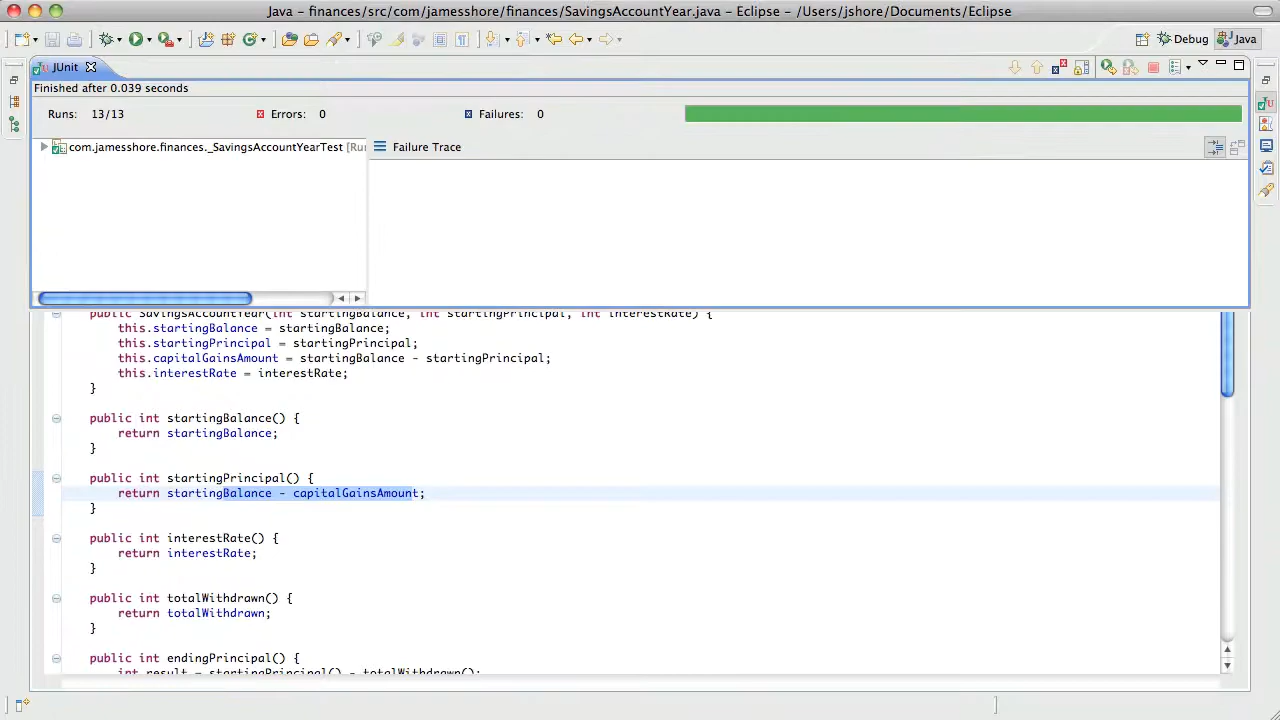 Java – finances/src/com/jamesshore/finances/SavingsAccountYear.java – Eclipse – /Users/jshore/Documents/Eclipse
Debug Java
JUnit
Finished after 0.039 seconds
Runs: 13/13 Errors: 0 Failures: 0
com.jamesshore.finances._SavingsAccountYearTest [Ru
Failure Trace
public SavingsAccountYear(int startingBalance, int startingPrincipal, int interestRate) {
this.startingBalance = startingBalance;
this.startingPrincipal = startingPrincipal;
this.capitalGainsAmount = startingBalance - startingPrincipal;
this.interestRate = interestRate;
}
public int startingBalance() {
return startingBalance;
}
public int startingPrincipal() {
return startingBalance - capitalGainsAmount;
}
public int interestRate() {
return interestRate;
}
public int totalWithdrawn() {
return totalWithdrawn;
}
public int endingPrincipal() {
int result = startingPrincipal() - totalWithdrawn();